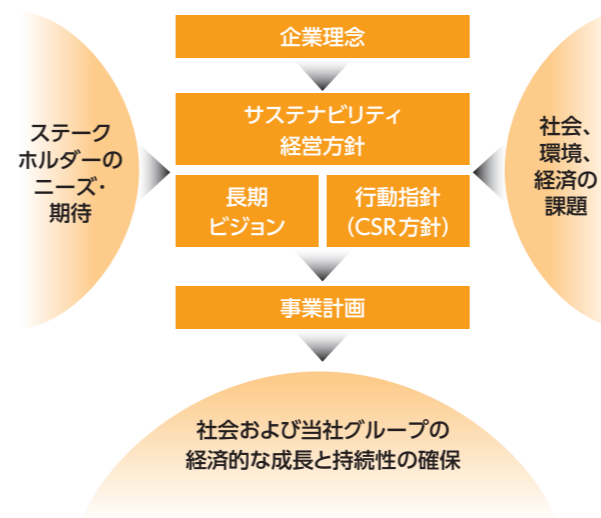 企業理念
サステナビリティ
経営方針
ステーク
ホルダーの
ニーズ・
期待
社会、
環境、
経済の
課題
長期
ビジョン
行動指針
（CSR方針）
事業計画
社会および当社グループの
経済的な成長と持続性の確保